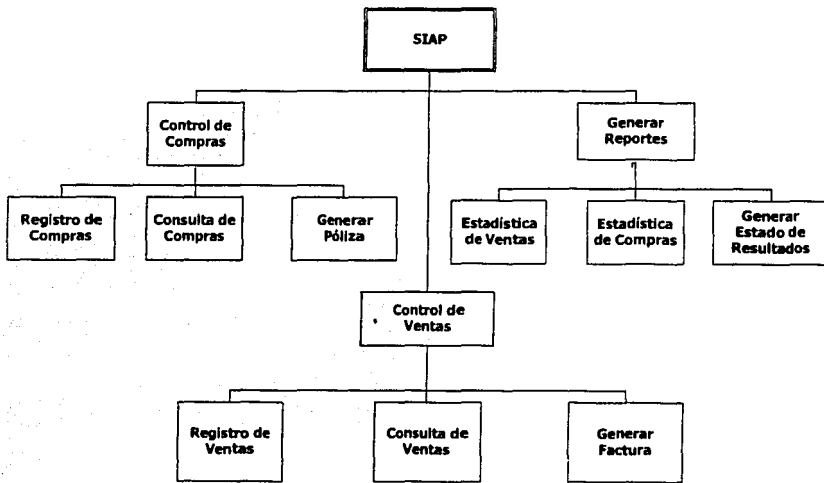 SIAP
Control de
Compras
Generar
Reportes
Registro de
Compras
Consulta de
Compras
Generar
Póliza
Estadística
de Ventas
Estadística
de Compras
Generar
Estado de
Resultados
Control de
Ventas
Registro de
Ventas
Consulta de
Ventas
Generar
Factura